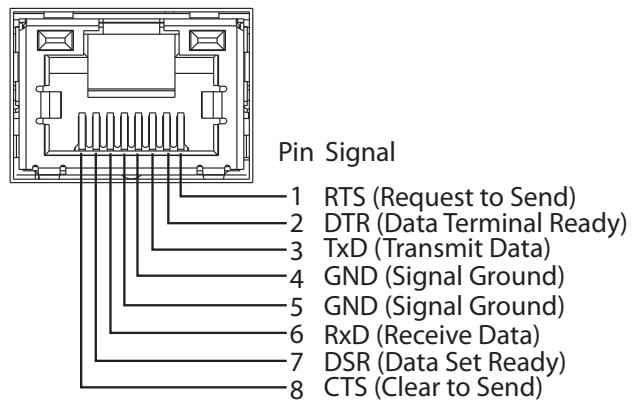 Pin Signal
1 RTS (Request to Send)
2 DTR (Data Terminal Ready)
3 TxD (Transmit Data)
4 GND (Signal Ground)
5 GND (Signal Ground)
6 RxD (Receive Data)
7 DSR (Data Set Ready)
8 CTS (Clear to Send)